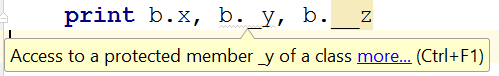 print b.x, b._y, b.__z
Access to a protected member _y of a class more... (Ctrl+F1)